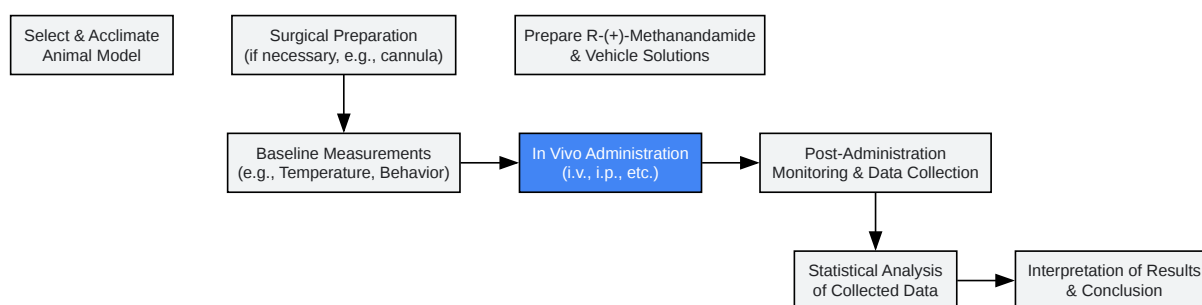 Select & Acclimate
Animal Model
Surgical Preparation
(if necessary, e.g., cannula)
Prepare R-(+)-Methanandamide
& Vehicle Solutions
Baseline Measurements
(e.g., Temperature, Behavior)
In Vivo Administration
(i.v., i.p., etc.)
Post-Administration
Monitoring & Data Collection
Statistical Analysis
of Collected Data
Interpretation of Results
& Conclusion